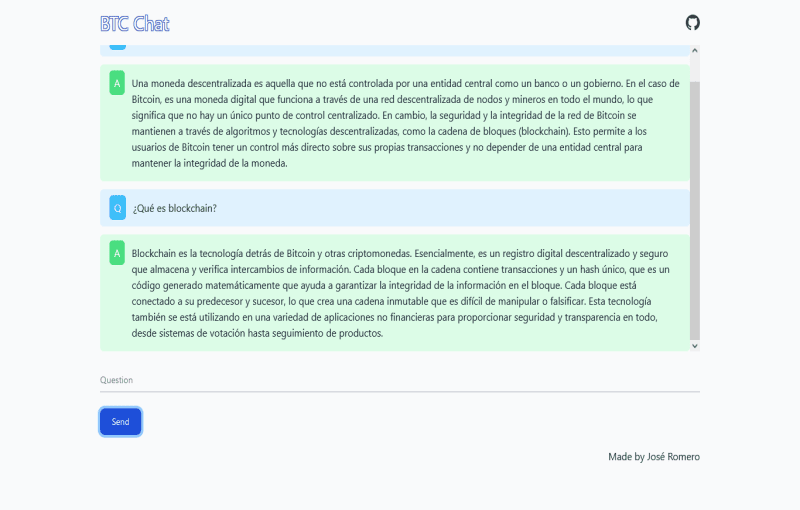 BTC Chat
A
Una moneda descentralizada es aquella que no está controlada por una entidad central como un banco o un gobierno. En el caso de
Bitcoin, es una moneda digital que funciona a través de una red descentralizada de nodos y mineros en todo el mundo, lo que
significa que no hay un único punto de control centralizado. En cambio, la seguridad y la integridad de la red de Bitcoin se
mantienen a través de algoritmos y tecnologías descentralizadas, como la cadena de bloques (blockchain). Esto permite a los
usuarios de Bitcoin tener un control más directo sobre sus propias transacciones y no depender de una entidad central para
mantener la integridad de la moneda.
Q ¿Qué es blockchain?
A
Blockchain es la tecnología detrás de Bitcoin y otras criptomonedas. Esencialmente, es un registro digital descentralizado y seguro
que almacena y verifica intercambios de información. Cada bloque en la cadena contiene transacciones y un hash único, que es un
código generado matemáticamente que ayuda a garantizar la integridad de la información en el bloque. Cada bloque está
conectado a su predecesor y sucesor, lo que crea una cadena inmutable que es difícil de manipular o falsificar. Esta tecnología
también se está utilizando en una variedad de aplicaciones no financieras para proporcionar seguridad y transparencia en todo,
desde sistemas de votación hasta seguimiento de productos.
Question
Send
Made by José Romero